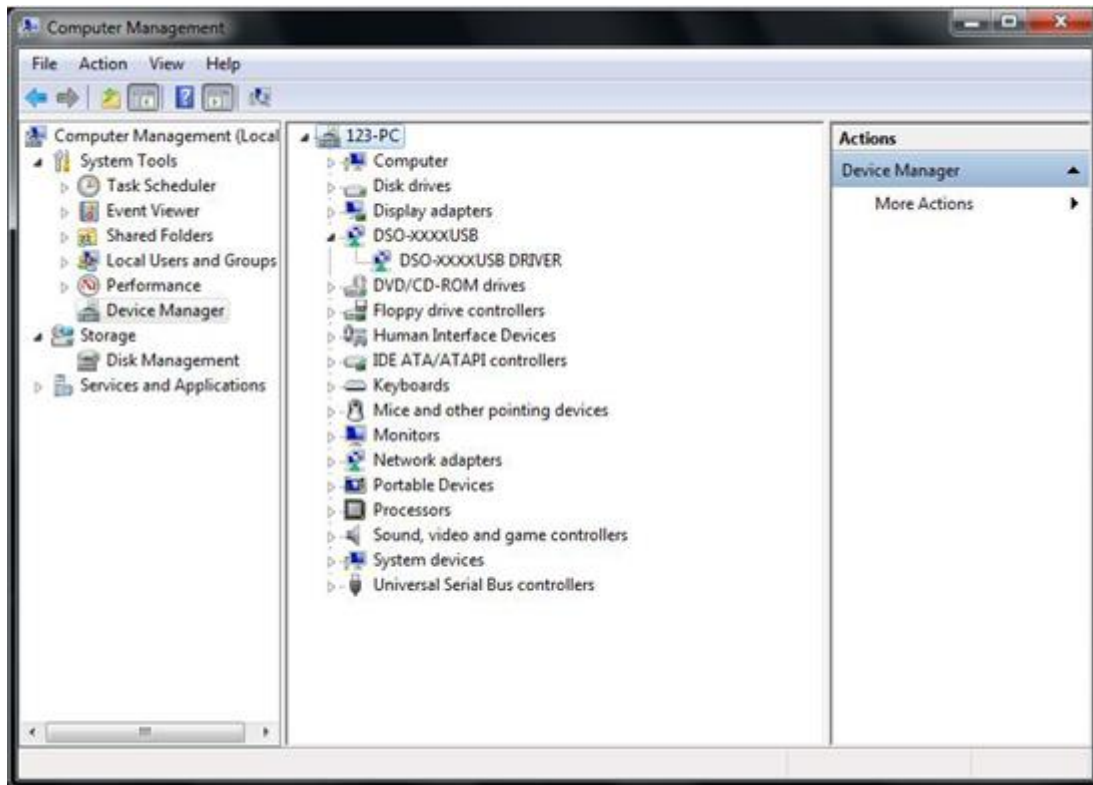 Computer Management
File Action View Help
Computer Management (Local
System Tools
Task Scheduler
Event Viewer
Shared Folders
Local Users and Groups
Performance
Device Manager
Storage
Disk Management
Services and Applications
123-PC
Computer
Disk drives
Display adapters
DSO-XXXXUSB
DSO-XXXXUSB DRIVER
DVD/CD-ROM drives
Floppy drive controllers
Human Interface Devices
IDE ATA/ATAPI controllers
Keyboards
Mice and other pointing devices
Monitors
Network adapters
Portable Devices
Processors
Sound, video and game controllers
System devices
Universal Serial Bus controllers
Actions
Device Manager
More Actions